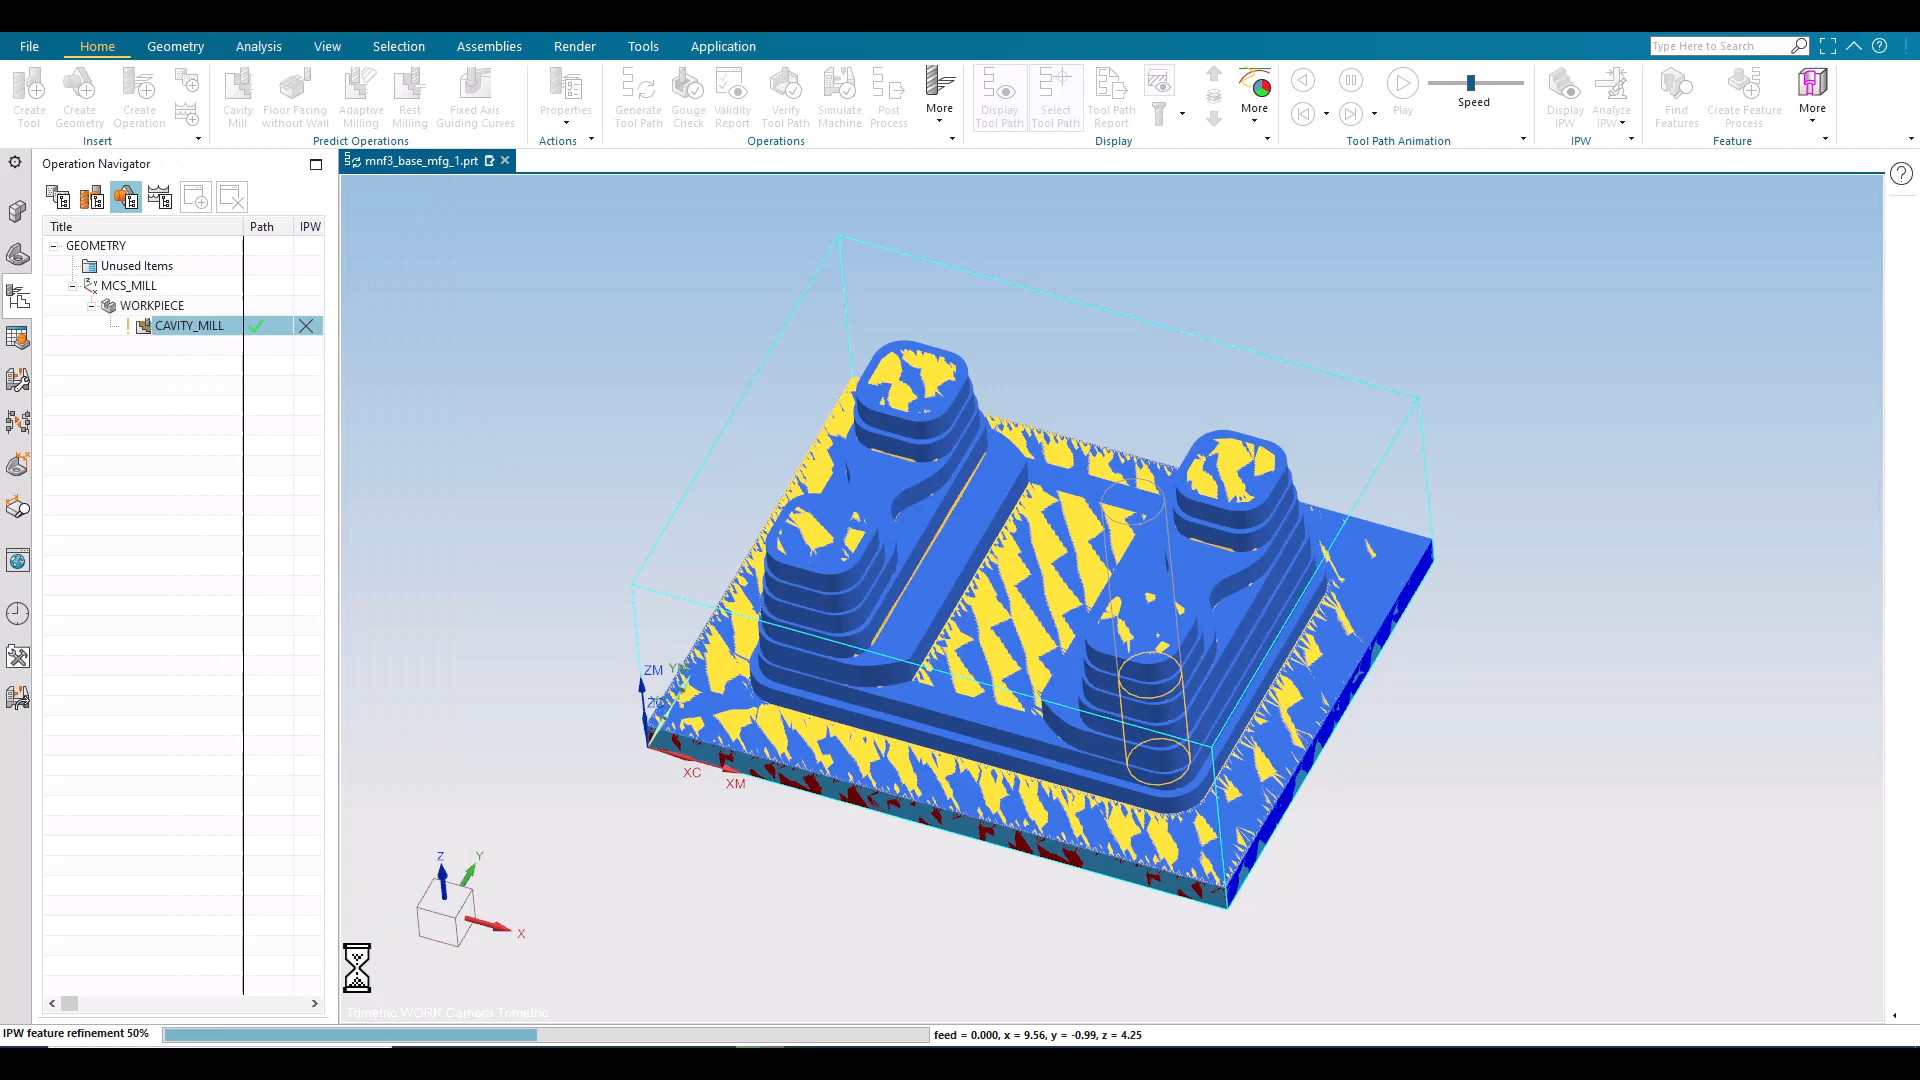 File Home Geometry Analysis View Selection Assemblies Render Tools Application Type Here to Search
Create Tool Create Geometry Create Operation Cavity Mill Floor Facing without Wall Adaptive Milling Rest Milling Fixed Axis Guiding Curves Properties Generate Tool Path Gouge Check Validity Report Verify Tool Path Simulate Machine Post Process More Display Tool Path Select Tool Path Tool Path Report More Play Speed Display IPW Analyze IPW Find Features Create Feature Process More
Insert Predict Operations Actions Operations Display Tool Path Animation IPW Feature
Operation Navigator mnf3_base_mfg_1.prt
Title Path IPW
GEOMETRY
Unused Items
MCS_MILL
WORKPIECE
CAVITY_MILL
ZM
XC
XM
Z Y
X
Trimetric WORK Camera Trimetric
IPW feature refinement 50% feed = 0.000, x = 9.56, y = -0.99, z = 4.25